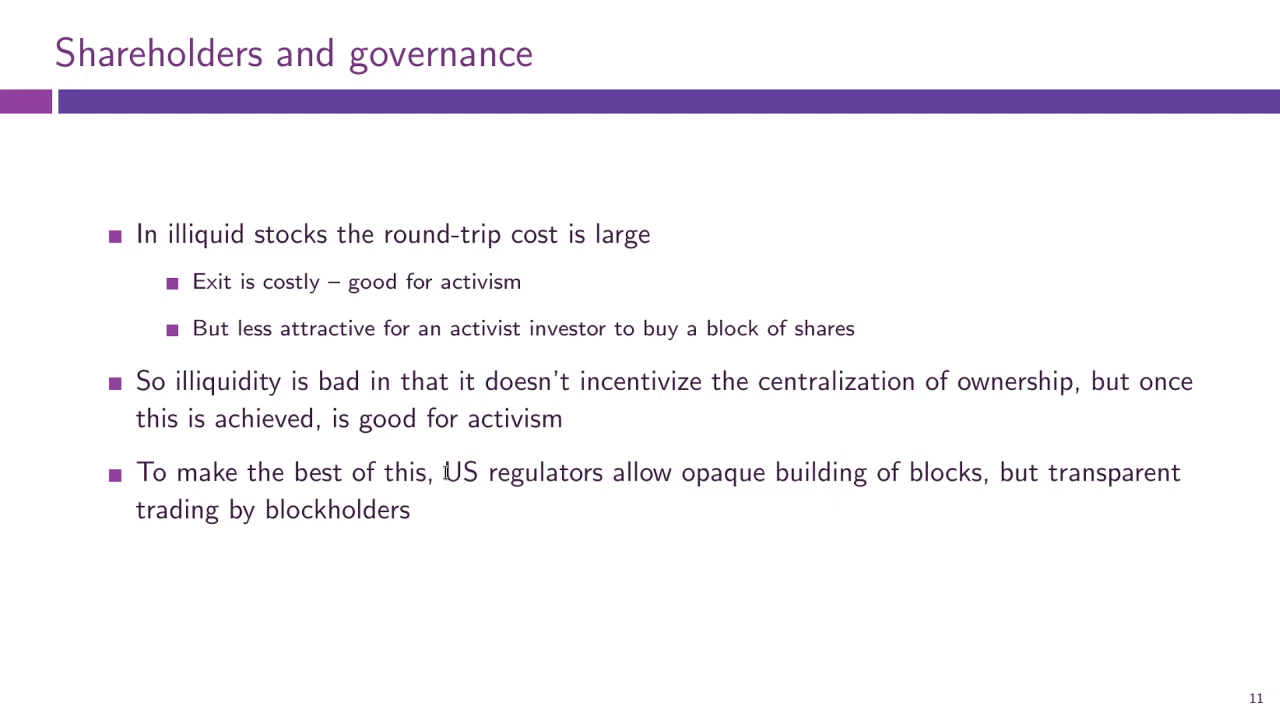 Shareholders and governance
In illiquid stocks the round-trip cost is large
Exit is costly – good for activism
But less attractive for an activist investor to buy a block of shares
So illiquidity is bad in that it doesn't incentivize the centralization of ownership, but once
this is achieved, is good for activism
To make the best of this, US regulators allow opaque building of blocks, but transparent
trading by blockholders
11